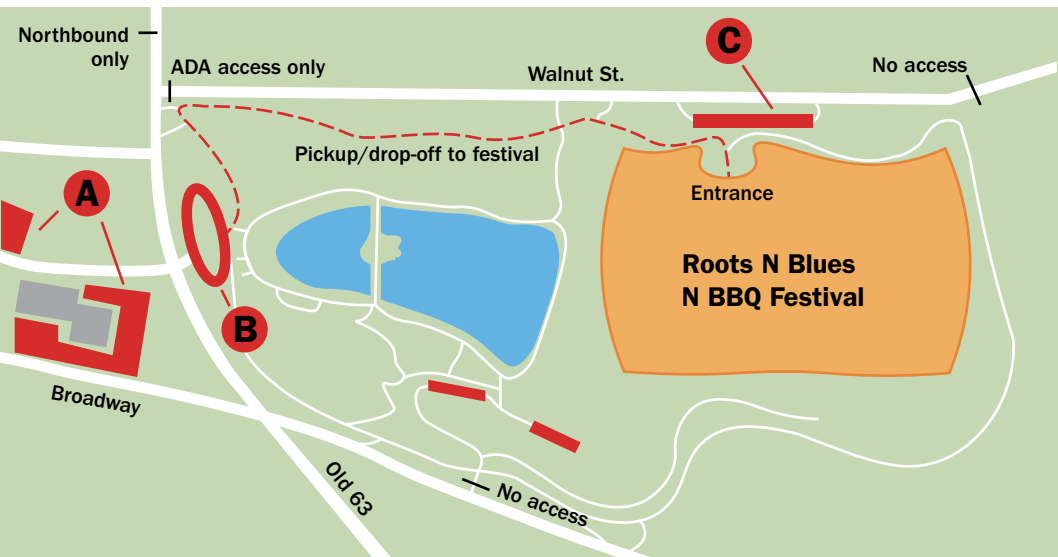 Northbound
only
ADA access only
Walnut St.
C
No access
Pickup/drop-off to festival
A
Entrance
Roots N Blues
N BBQ Festival
B
Broadway
Old 63
No access